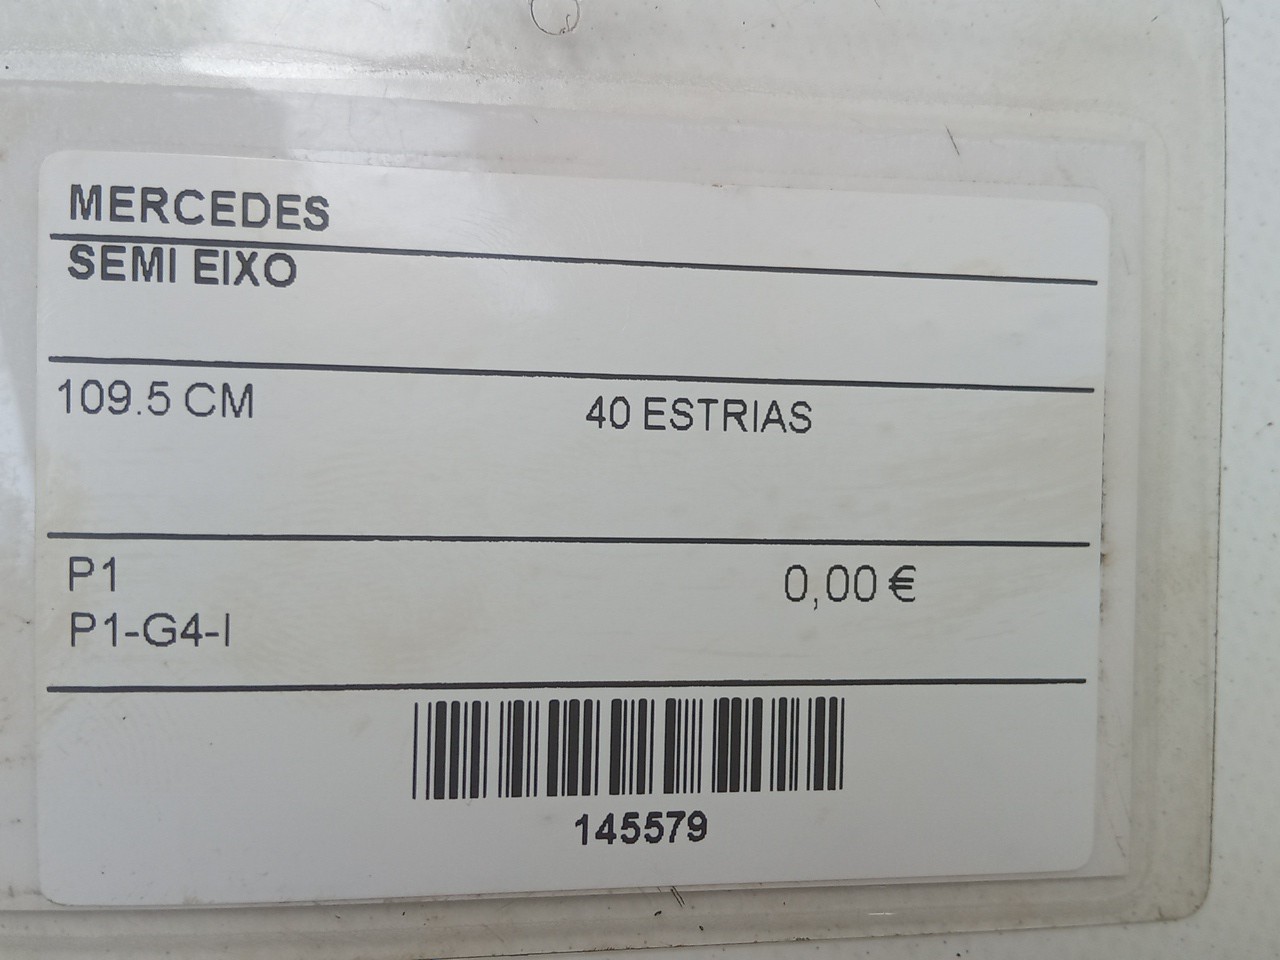 MERCEDES
SEMI EIXO
109.5 CM 40 ESTRIAS
P1 0,00 €
P1-G4-I
145579